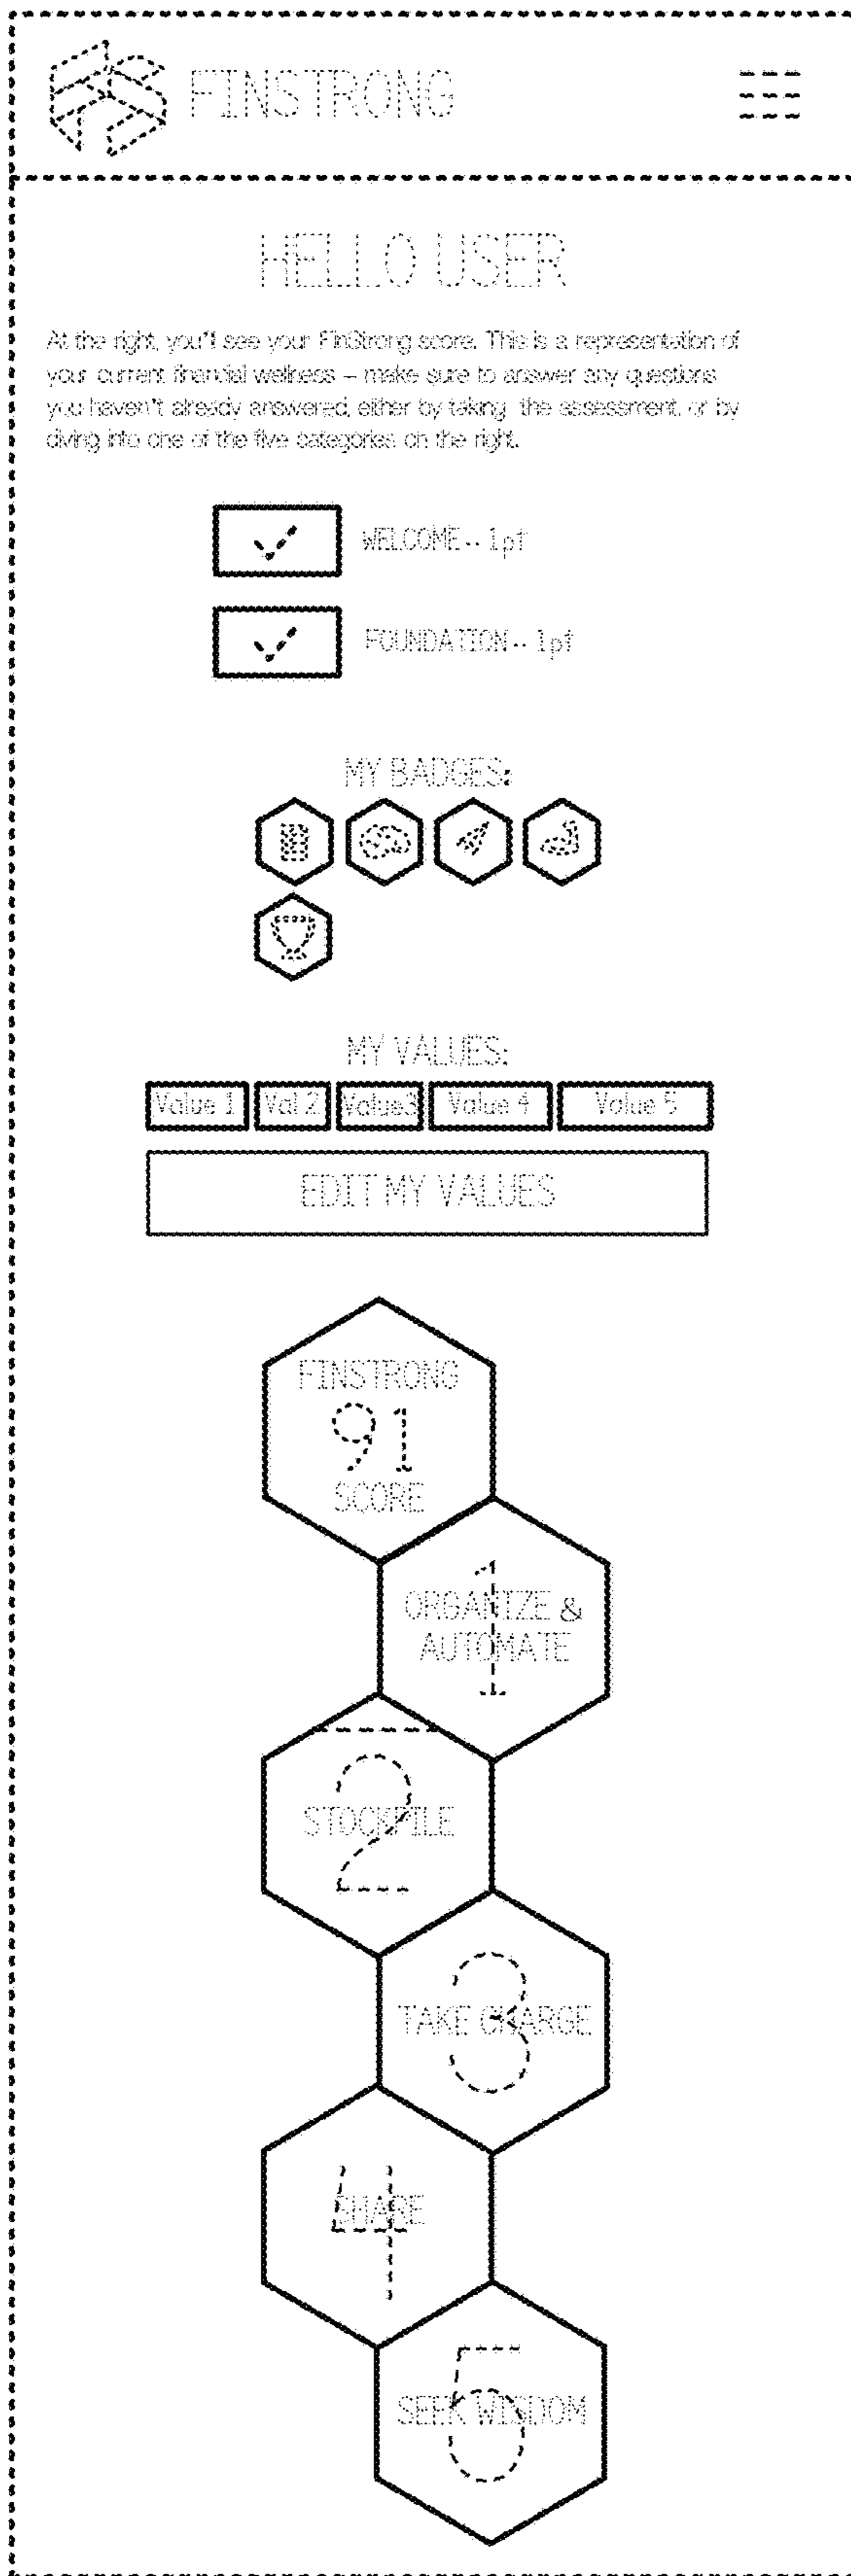 FINSTRONG
HELLO USER
At the right, you'll see your FinStrong score. This is a representation of
your current financial wellness – make sure to answer any questions
you haven't already answered, either by taking the assessment, or by
diving into one of the five categories on the right.
WELCOME -- 1pt
FOUNDATION -- 1pt
MY BADGES:
MY VALUES:
Value 1 Val 2 Value3 Value 4 Value 5
EDIT MY VALUES
FINSTRONG
91
SCORE
1
ORGANIZE &
AUTOMATE
2
STOCKPILE
3
TAKE CHARGE
4
SHARE
5
SEEK WISDOM